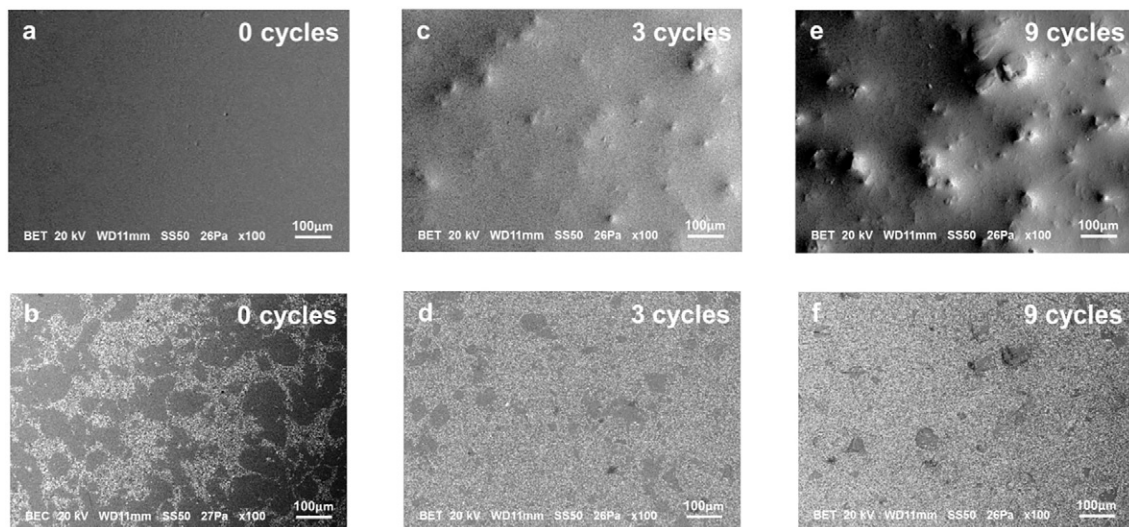 a 0 cycles
100μm
BET 20 kV WD11mm SS50 26Pa x100
c 3 cycles
100μm
BET 20 kV WD11mm SS50 26Pa x100
e 9 cycles
100μm
BET 20 kV WD11mm SS50 26Pa x100
b 0 cycles
100μm
BEC 20 kV WD11mm SS50 27Pa x100
d 3 cycles
100μm
BET 20 kV WD11mm SS50 26Pa x100
f 9 cycles
100μm
BET 20 kV WD11mm SS50 26Pa x100